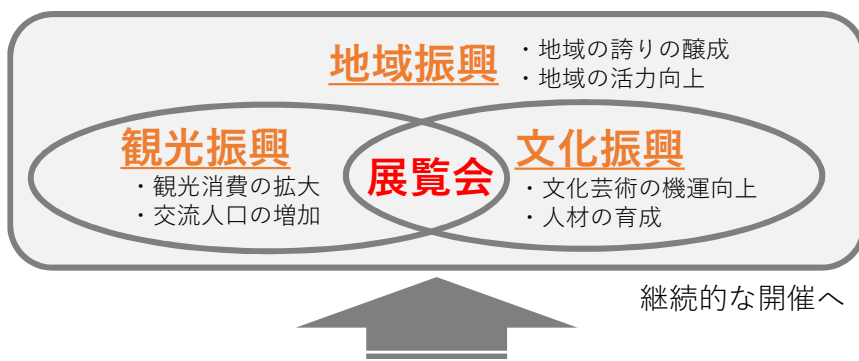 地域振興
・地域の誇りの醸成
・地域の活力向上
観光振興
・観光消費の拡大
・交流人口の増加
展覧会
文化振興
・文化芸術の機運向上
・人材の育成
継続的な開催へ